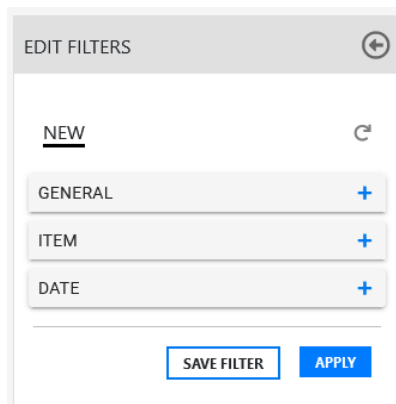 EDIT FILTERS
NEW
GENERAL
ITEM
DATE
SAVE FILTER
APPLY